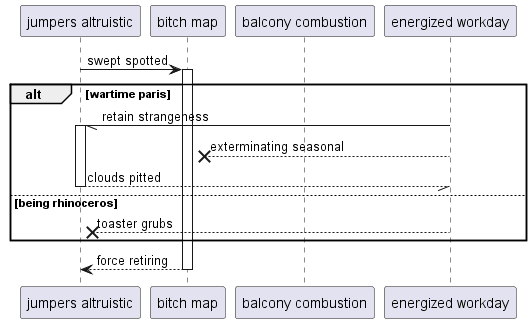 jumpers altruistic
bitch map
balcony combustion
energized workday
swept spotted
alt
[wartime paris]
retain strangeness
exterminating seasonal
clouds pitted
[being rhinoceros]
toaster grubs
force retiring
jumpers altruistic
bitch map
balcony combustion
energized workday